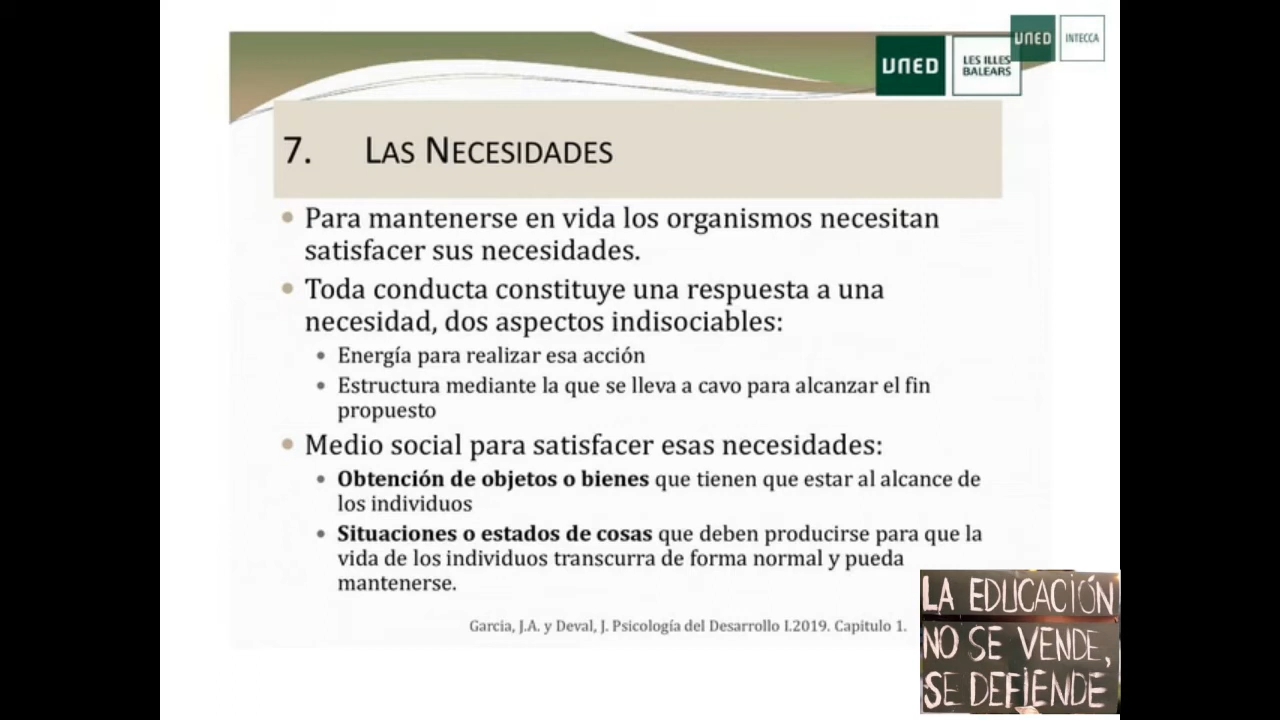 UNED
INTECCA
UNED
LES ILLES
BALEARS
7. LAS NECESIDADES
• Para mantenerse en vida los organismos necesitan
satisfacer sus necesidades.
• Toda conducta constituye una respuesta a una
necesidad, dos aspectos indisociables:
• Energía para realizar esa acción
• Estructura mediante la que se lleva a cavo para alcanzar el fin
propuesto
• Medio social para satisfacer esas necesidades:
• Obtención de objetos o bienes que tienen que estar al alcance de
los individuos
• Situaciones o estados de cosas que deben producirse para que la
vida de los individuos transcurra de forma normal y pueda
mantenerse.
Garcia, J.A. y Deval, J. Psicología del Desarrollo I.2019. Capitulo 1.
LA EDUCACIÓN
NO SE VENDE,
SE DEFIENDE